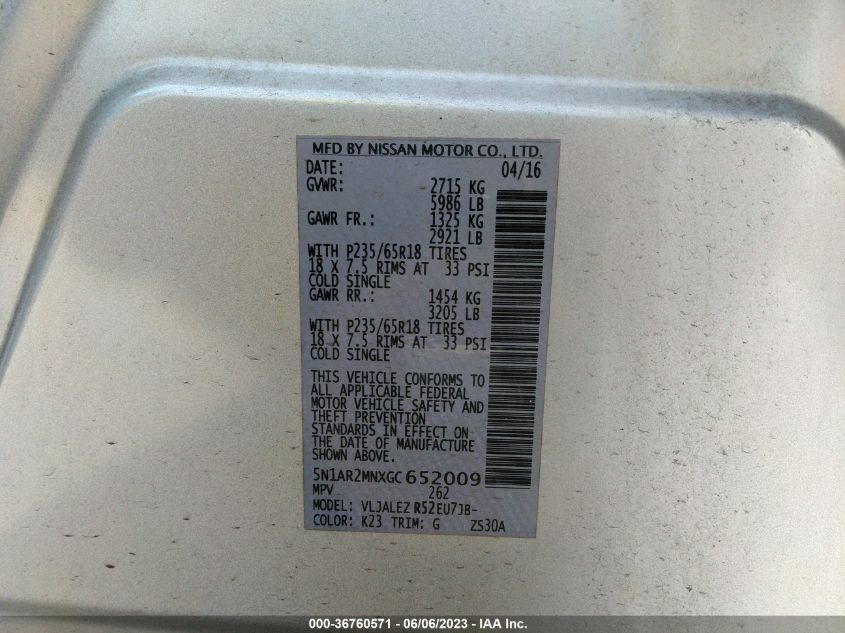 MFD BY NISSAN MOTOR CO., LTD.
DATE: 04/16
GVWR: 2715 KG
5986 LB
GAWR FR.: 1325 KG
2921 LB
WITH P235/65R18 TIRES
18 X 7.5 RIMS AT 33 PSI
COLD SINGLE
GAWR RR.: 1454 KG
3205 LB
WITH P235/65R18 TIRES
18 X 7.5 RIMS AT 33 PSI
COLD SINGLE
THIS VEHICLE CONFORMS TO
ALL APPLICABLE FEDERAL
MOTOR VEHICLE SAFETY AND
THEFT PREVENTION
STANDARDS IN EFFECT ON
THE DATE OF MANUFACTURE
SHOWN ABOVE.
5N1AR2MNXGC652009
MPV 262
MODEL: VLJALEZ R52EU7JB-
COLOR: K23 TRIM: G ZS30A
000-36760571 - 06/06/2023 - IAA Inc.